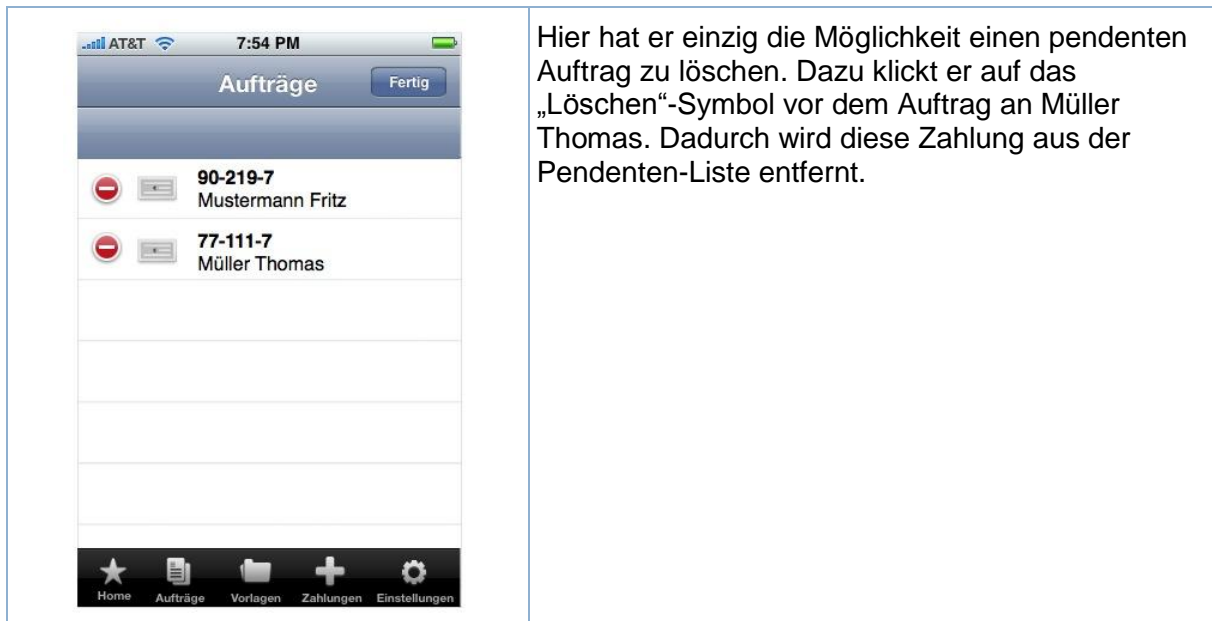 AT&T 7:54 PM
Aufträge Fertig
90-219-7
Mustermann Fritz
77-111-7
Müller Thomas
Home Aufträge Vorlagen Zahlungen Einstellungen
Hier hat er einzig die Möglichkeit einen pendenten
Auftrag zu löschen. Dazu klickt er auf das
„Löschen“-Symbol vor dem Auftrag an Müller
Thomas. Dadurch wird diese Zahlung aus der
Pendenten-Liste entfernt.